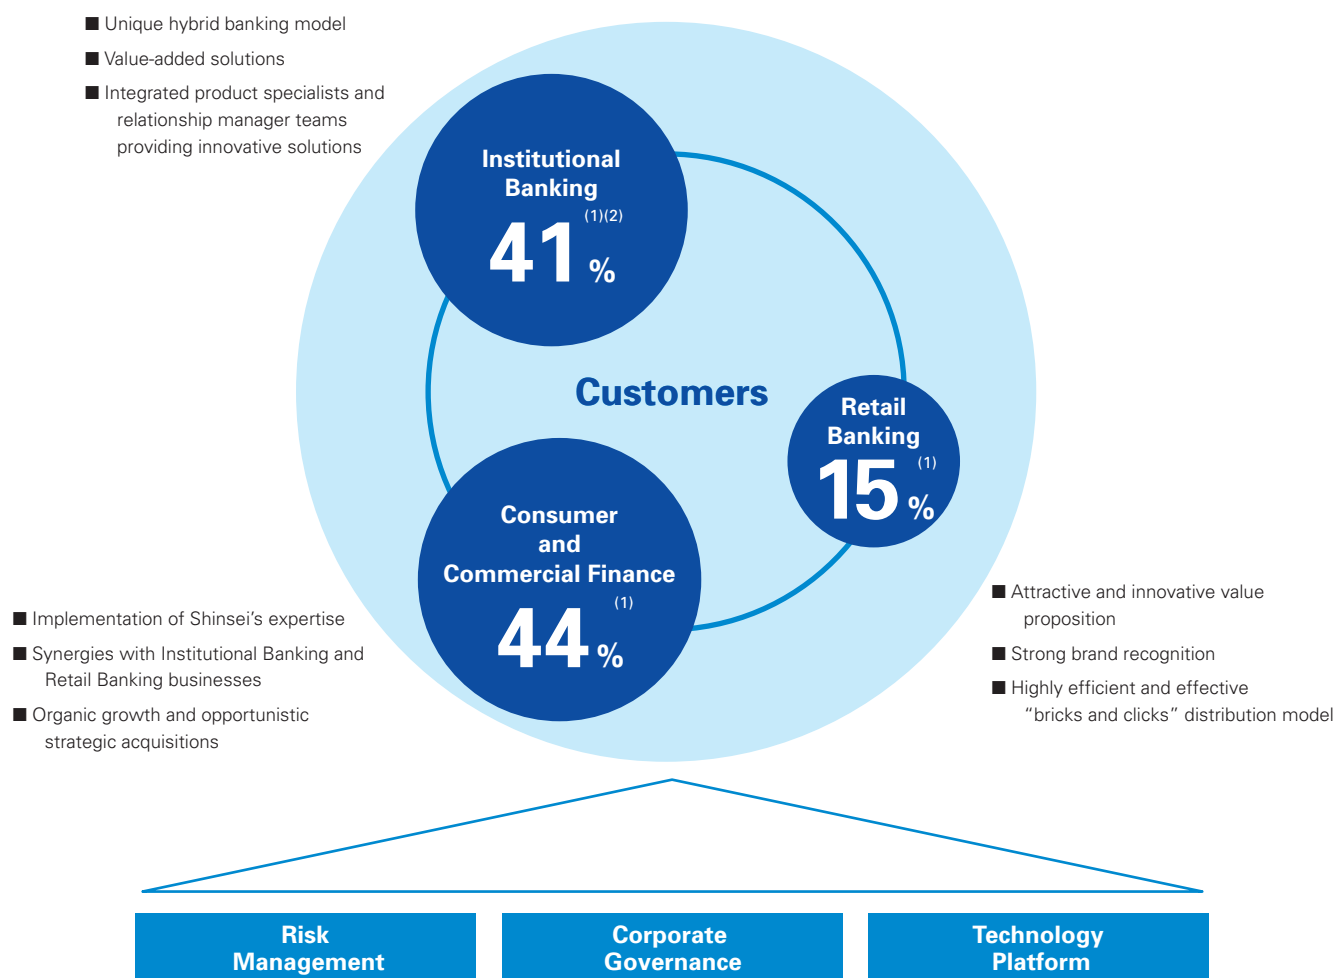 ■ Unique hybrid banking model
■ Value-added solutions
■ Integrated product specialists and
relationship manager teams
providing innovative solutions
Institutional
Banking
(1)(2)
41 %
Customers
Retail
Banking
(1)
15 %
Consumer
and
Commercial Finance
(1)
44 %
■ Implementation of Shinsei's expertise
■ Synergies with Institutional Banking and
Retail Banking businesses
■ Organic growth and opportunistic
strategic acquisitions
■ Attractive and innovative value
proposition
■ Strong brand recognition
■ Highly efficient and effective
“bricks and clicks” distribution model
Risk
Management
Corporate
Governance
Technology
Platform